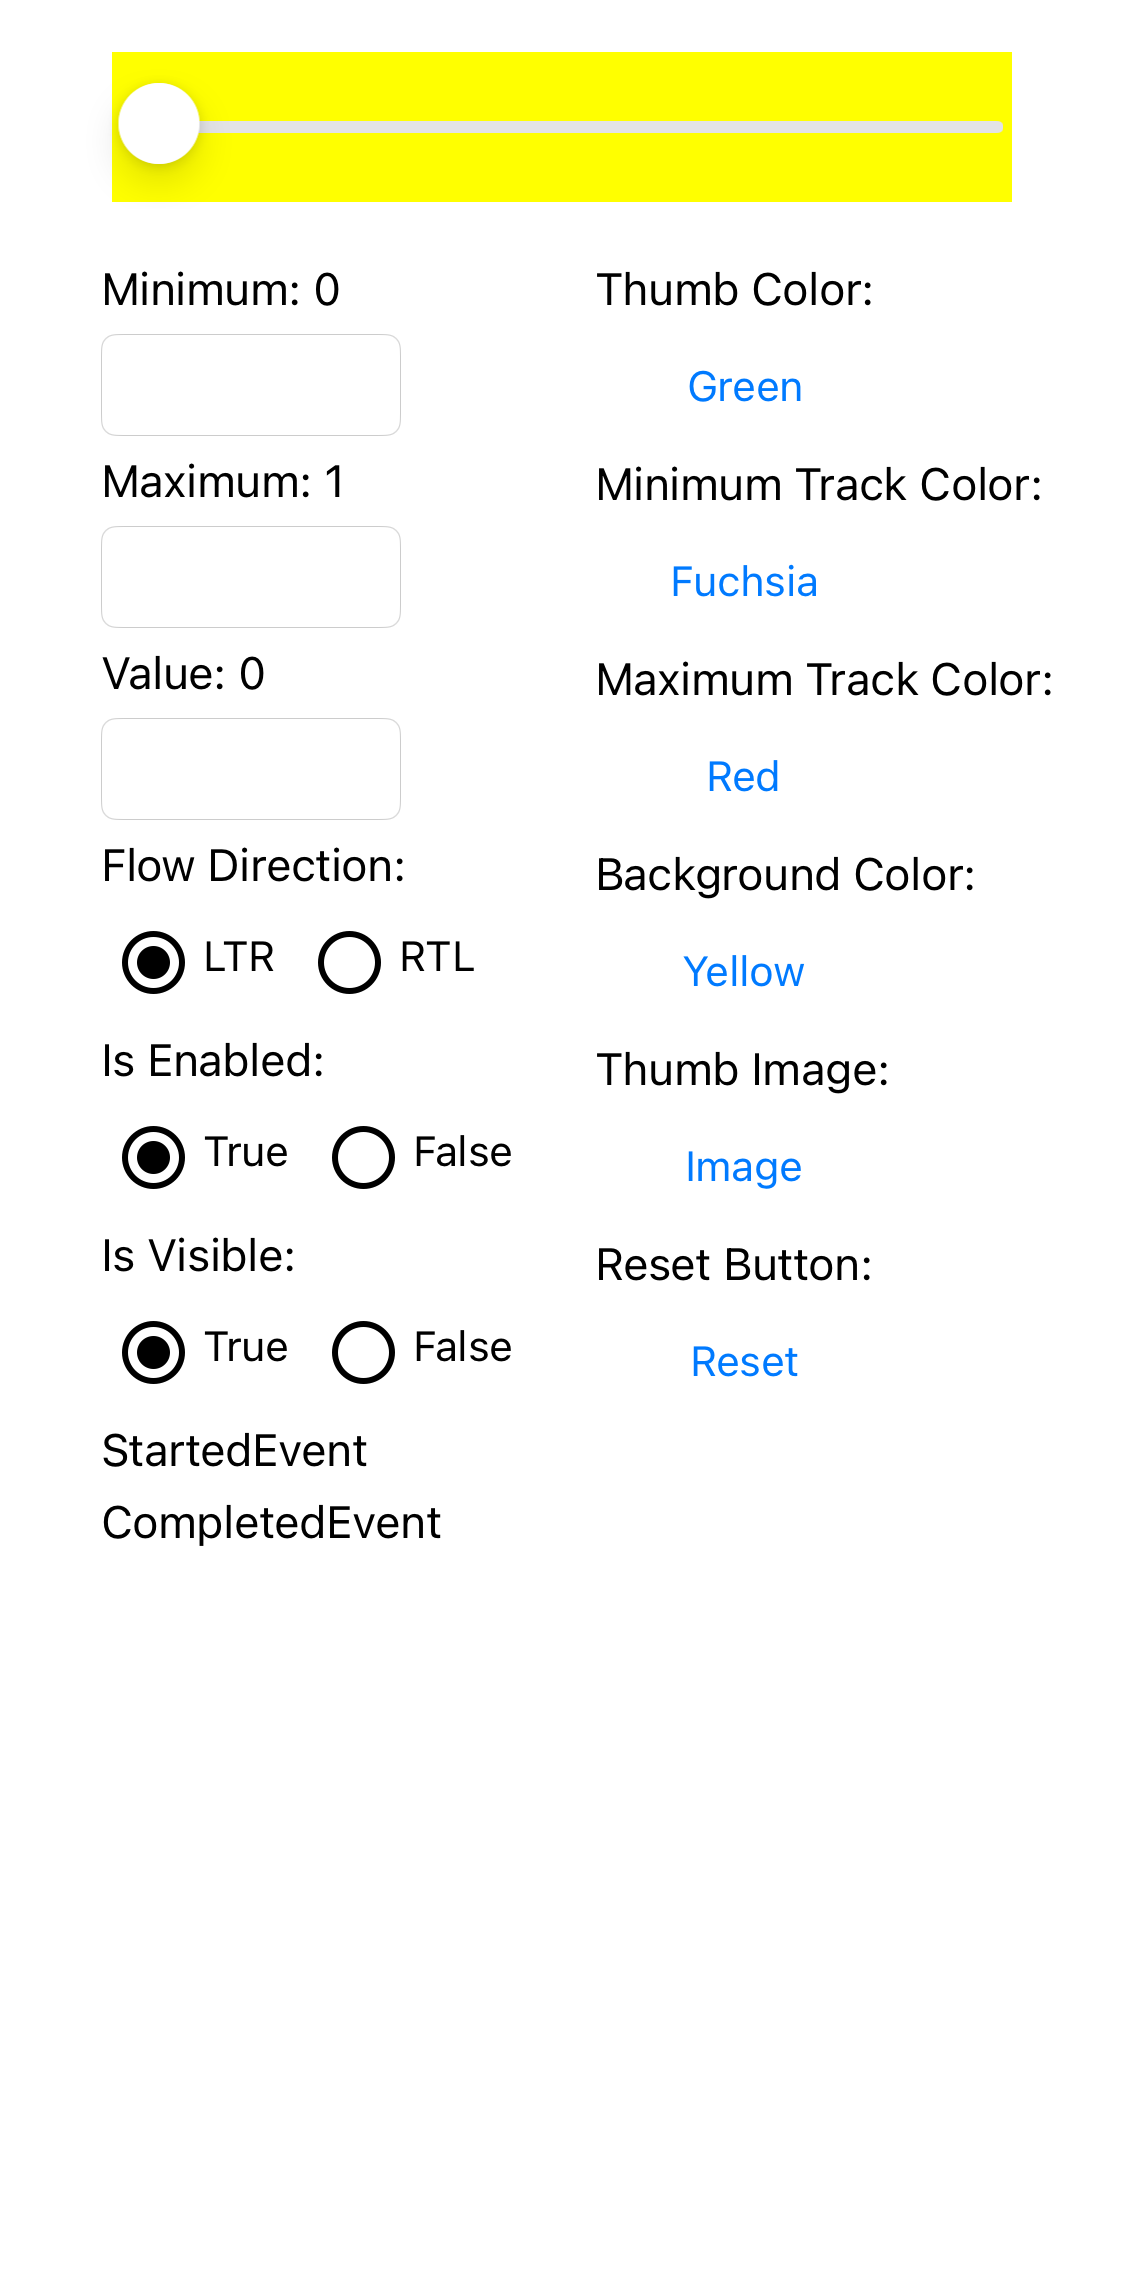 Minimum: 0
Maximum: 1
Value: 0
Flow Direction:
LTR RTL
Is Enabled:
True False
Is Visible:
True False
StartedEvent
CompletedEvent
Thumb Color:
Green
Minimum Track Color:
Fuchsia
Maximum Track Color:
Red
Background Color:
Yellow
Thumb Image:
Image
Reset Button:
Reset